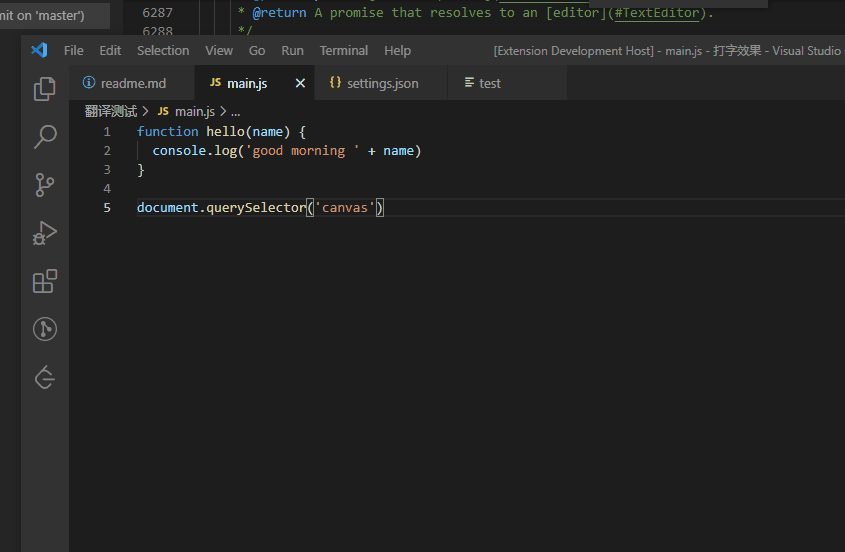 mit on 'master')
6287 * @return A promise that resolves to an [editor](#TextEditor).
6288 */
File Edit Selection View Go Run Terminal Help [Extension Development Host] - main.js - 打字效果 - Visual Studio
readme.md JS main.js × {} settings.json test
翻译测试 > JS main.js > ...
1 function hello(name) {
2 console.log('good morning ' + name)
3 }
4
5 document.querySelector('canvas')